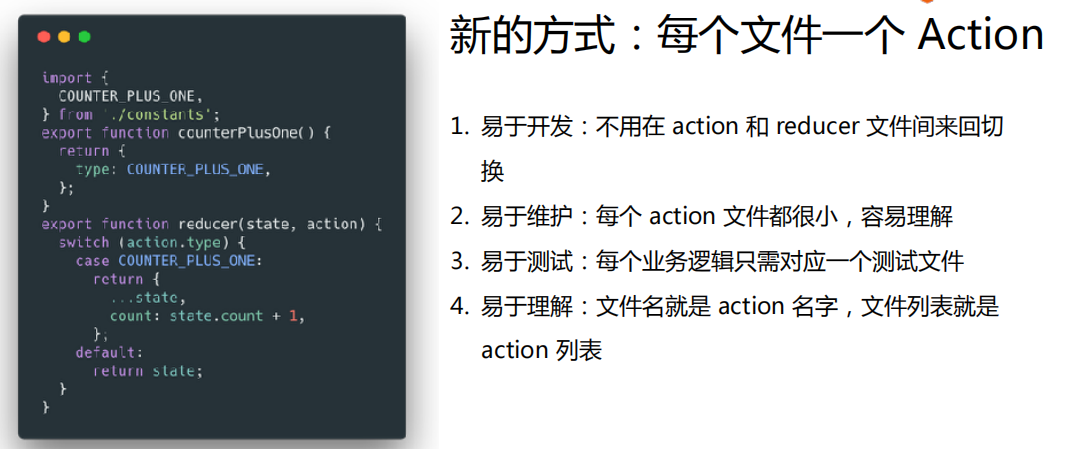 import {
  COUNTER_PLUS_ONE,
} from './constants';
export function counterPlusOne() {
  return {
    type: COUNTER_PLUS_ONE,
  };
}
export function reducer(state, action) {
  switch (action.type) {
    case COUNTER_PLUS_ONE:
      return {
        ...state,
        count: state.count + 1,
      };
    default:
      return state;
  }
}
新的方式：每个文件一个 Action
1. 易于开发：不用在 action 和 reducer 文件间来回切
换
2. 易于维护：每个 action 文件都很小，容易理解
3. 易于测试：每个业务逻辑只需对应一个测试文件
4. 易于理解：文件名就是 action 名字，文件列表就是
action 列表